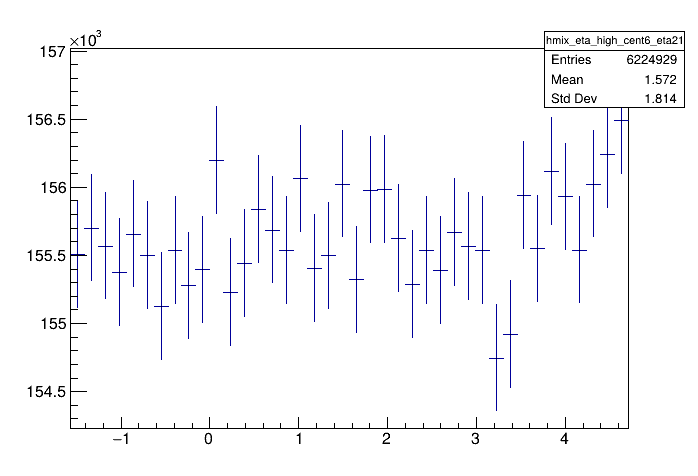 ×10³
hmix_eta_high_cent6_eta21
Entries 6224929
Mean 1.572
Std Dev 1.814
157
156.5
156
155.5
155
154.5
−1 0 1 2 3 4